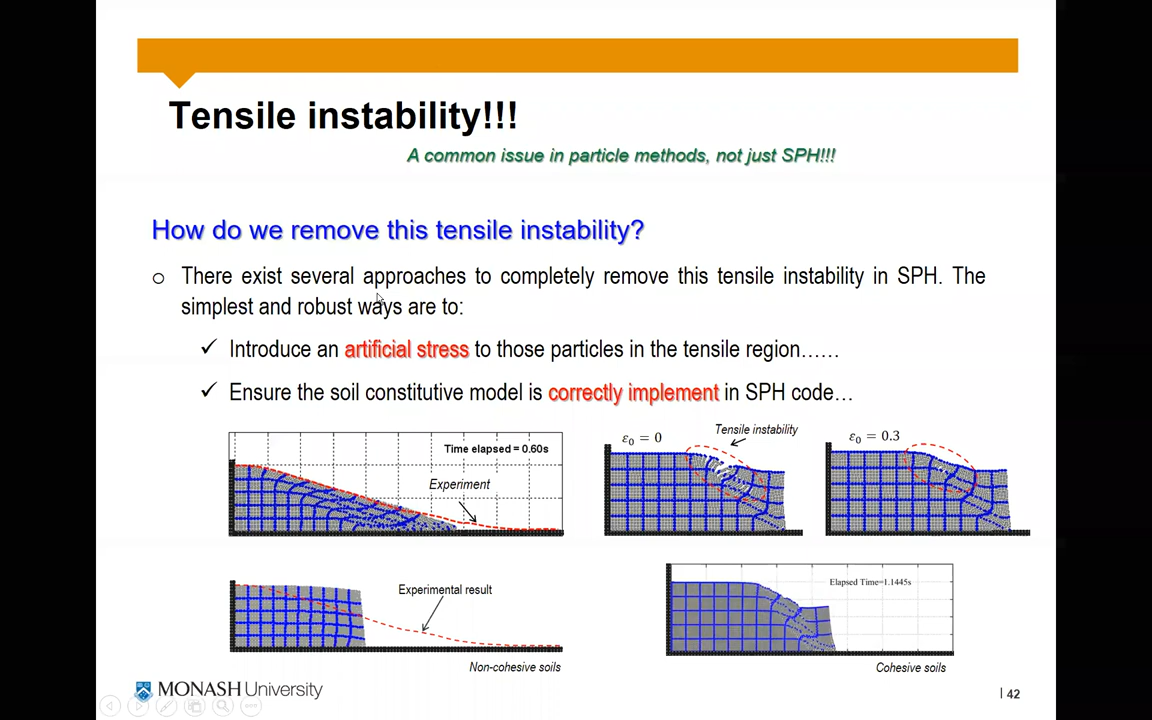 Tensile instability!!!
A common issue in particle methods, not just SPH!!!
How do we remove this tensile instability?
o There exist several approaches to completely remove this tensile instability in SPH. The
simplest and robust ways are to:
✓ Introduce an artificial stress to those particles in the tensile region……
✓ Ensure the soil constitutive model is correctly implement in SPH code…
Time elapsed = 0.60s
Experiment
ε₀ = 0
Tensile instability
ε₀ = 0.3
Experimental result
Non-cohesive soils
Elapsed Time=1.1445s
Cohesive soils
MONASH University
| 42